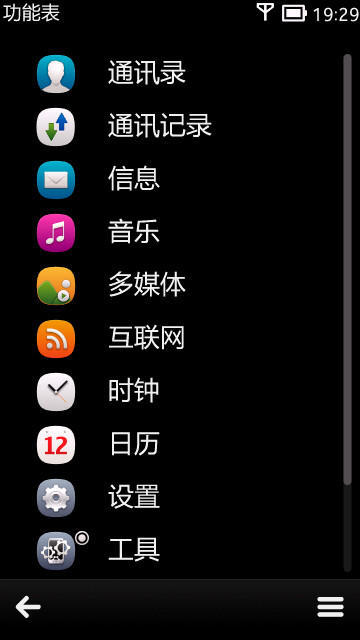 功能表 19:29
通讯录
通讯记录
信息
音乐
多媒体
互联网
时钟
12 日历
设置
工具